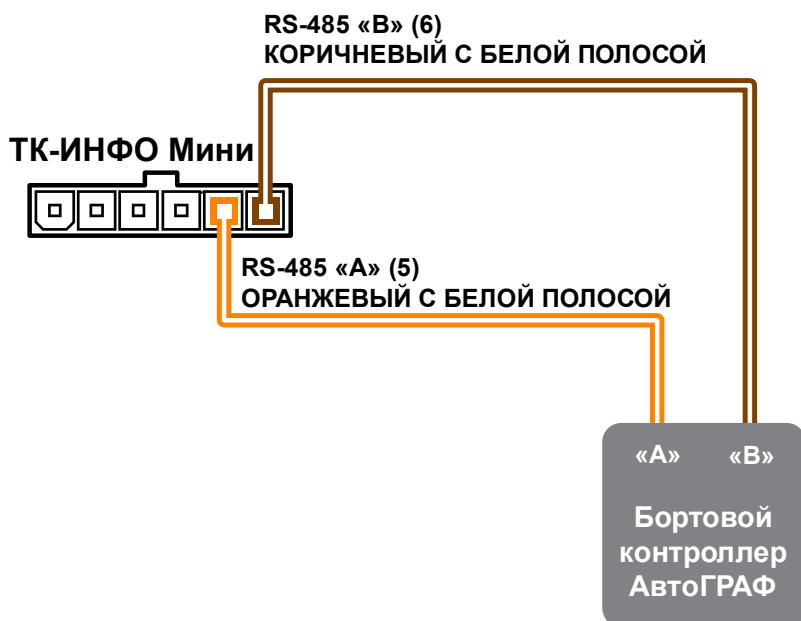 RS-485 «B» (6)
КОРИЧНЕВЫЙ С БЕЛОЙ ПОЛОСОЙ
ТК-ИНФО Мини
RS-485 «A» (5)
ОРАНЖЕВЫЙ С БЕЛОЙ ПОЛОСОЙ
«A» «B»
Бортовой
контроллер
АвтоГРАФ